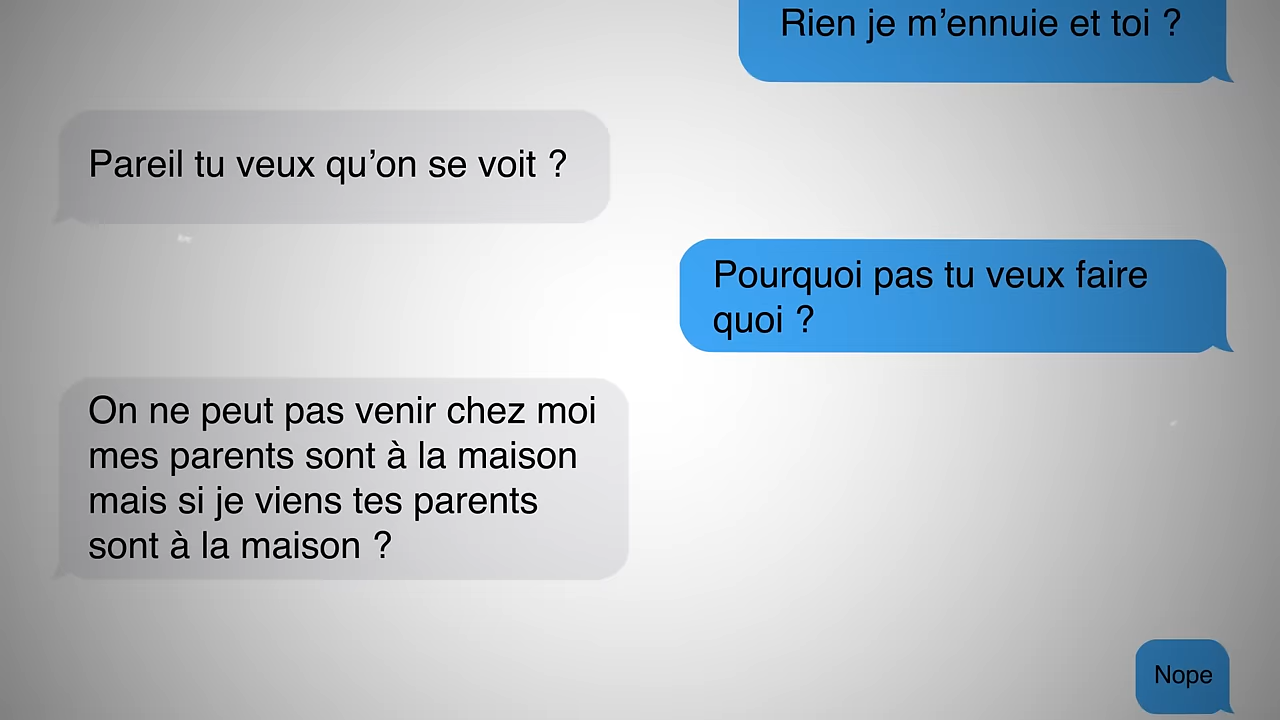 Rien je m’ennuie et toi ?
Pareil tu veux qu’on se voit ?
Pourquoi pas tu veux faire
quoi ?
On ne peut pas venir chez moi
mes parents sont à la maison
mais si je viens tes parents
sont à la maison ?
Nope